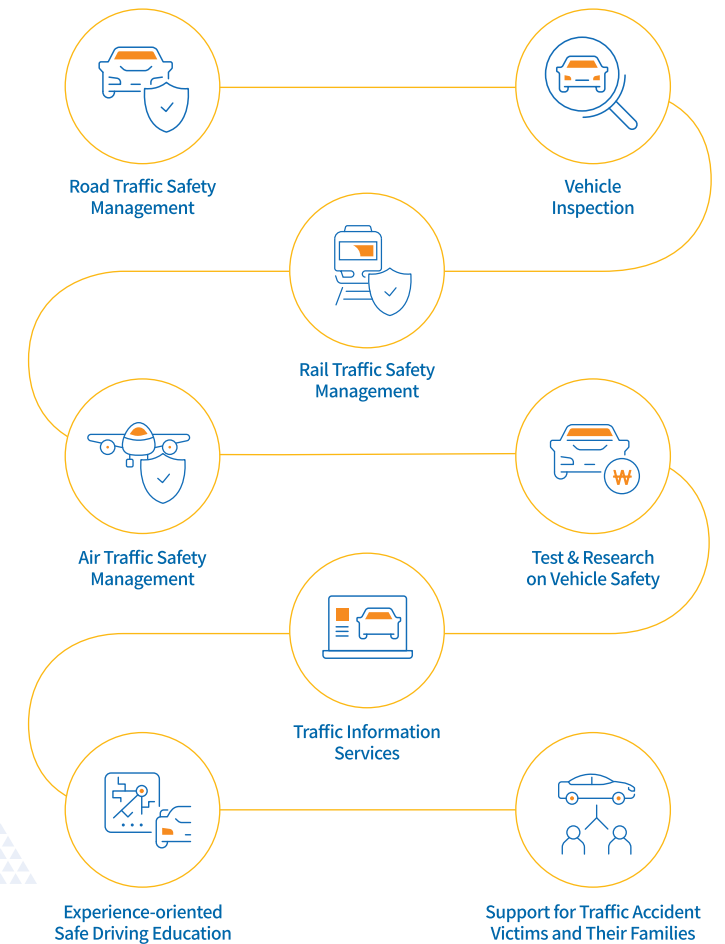 Road Traffic Safety
Management
Vehicle
Inspection
Rail Traffic Safety
Management
Air Traffic Safety
Management
₩
Test & Research
on Vehicle Safety
Traffic Information
Services
Experience-oriented
Safe Driving Education
Support for Traffic Accident
Victims and Their Families